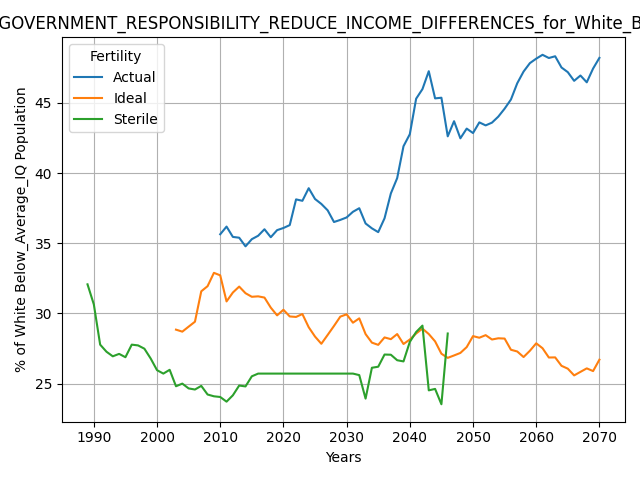 GOVERNMENT_RESPONSIBILITY_REDUCE_INCOME_DIFFERENCES_for_White_B
Fertility
Actual
Ideal
Sterile
% of White Below_Average_IQ Population
45
40
35
30
25
1990 2000 2010 2020 2030 2040 2050 2060 2070
Years